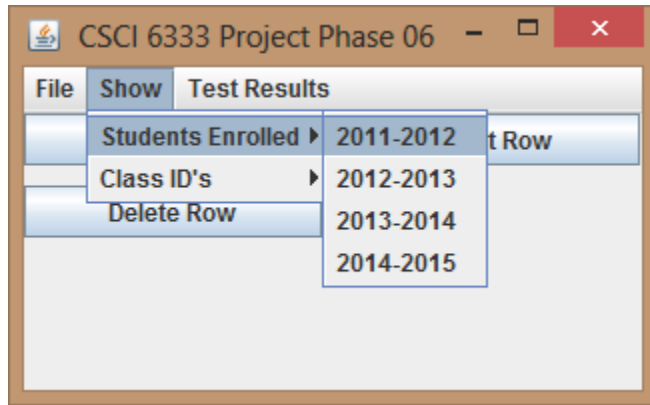 CSCI 6333 Project Phase 06
File Show Test Results
Students Enrolled 2011-2012 t Row
Class ID's 2012-2013
Delete Row 2013-2014
2014-2015